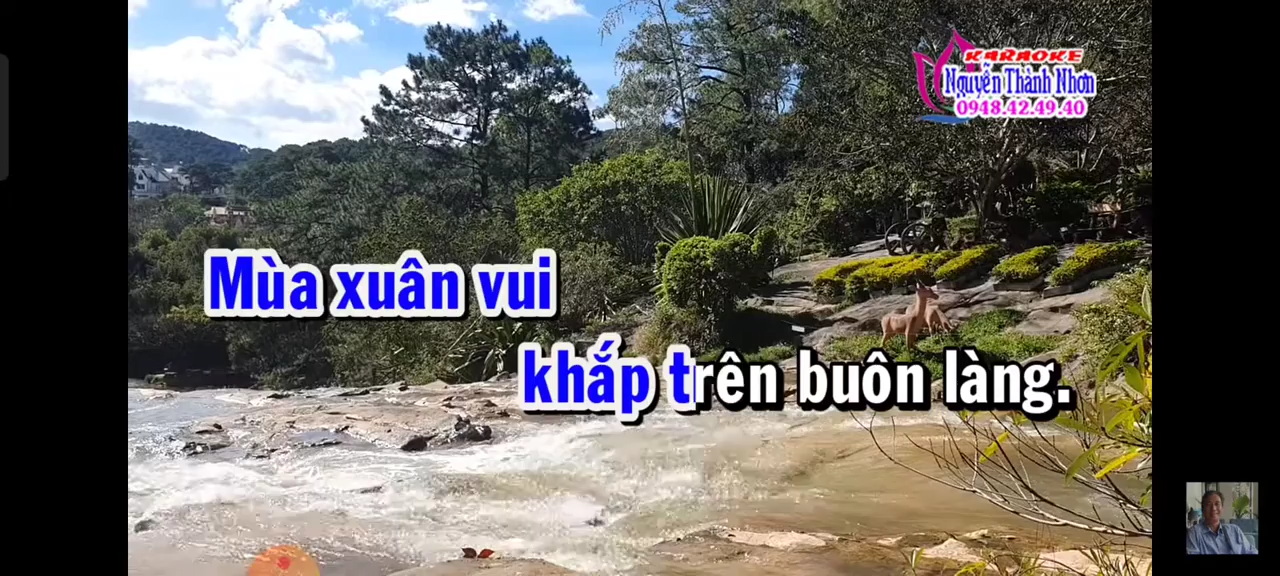 KARAOKE
Nguyễn Thành Nhơn
0948.42.49.40
Mùa xuân vui
khắp trên buôn làng.